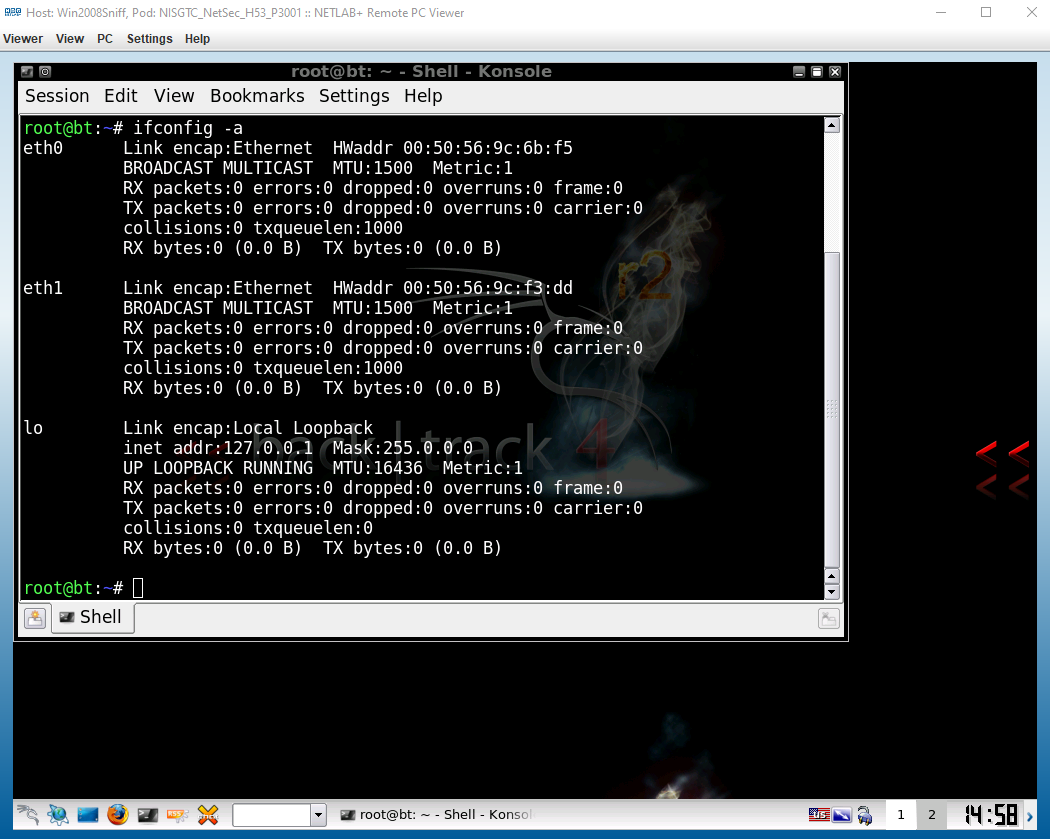 Host: Win2008Sniff, Pod: NISGTC_NetSec_H53_P3001 :: NETLAB+ Remote PC Viewer
Viewer View PC Settings Help
root@bt: ~ - Shell - Konsole
Session Edit View Bookmarks Settings Help
root@bt:~# ifconfig -a
eth0 Link encap:Ethernet HWaddr 00:50:56:9c:6b:f5
BROADCAST MULTICAST MTU:1500 Metric:1
RX packets:0 errors:0 dropped:0 overruns:0 frame:0
TX packets:0 errors:0 dropped:0 overruns:0 carrier:0
collisions:0 txqueuelen:1000
RX bytes:0 (0.0 B) TX bytes:0 (0.0 B)
r2
eth1 Link encap:Ethernet HWaddr 00:50:56:9c:f3:dd
BROADCAST MULTICAST MTU:1500 Metric:1
RX packets:0 errors:0 dropped:0 overruns:0 frame:0
TX packets:0 errors:0 dropped:0 overruns:0 carrier:0
collisions:0 txqueuelen:1000
RX bytes:0 (0.0 B) TX bytes:0 (0.0 B)
lo Link encap:Local Loopback
inet addr:127.0.0.1 Mask:255.0.0.0
<< back | track 4
UP LOOPBACK RUNNING MTU:16436 Metric:1
RX packets:0 errors:0 dropped:0 overruns:0 frame:0
TX packets:0 errors:0 dropped:0 overruns:0 carrier:0
collisions:0 txqueuelen:0
RX bytes:0 (0.0 B) TX bytes:0 (0.0 B)
root@bt:~#
Shell
<<
root@bt: ~ - Shell - Konso
1 2 14:58